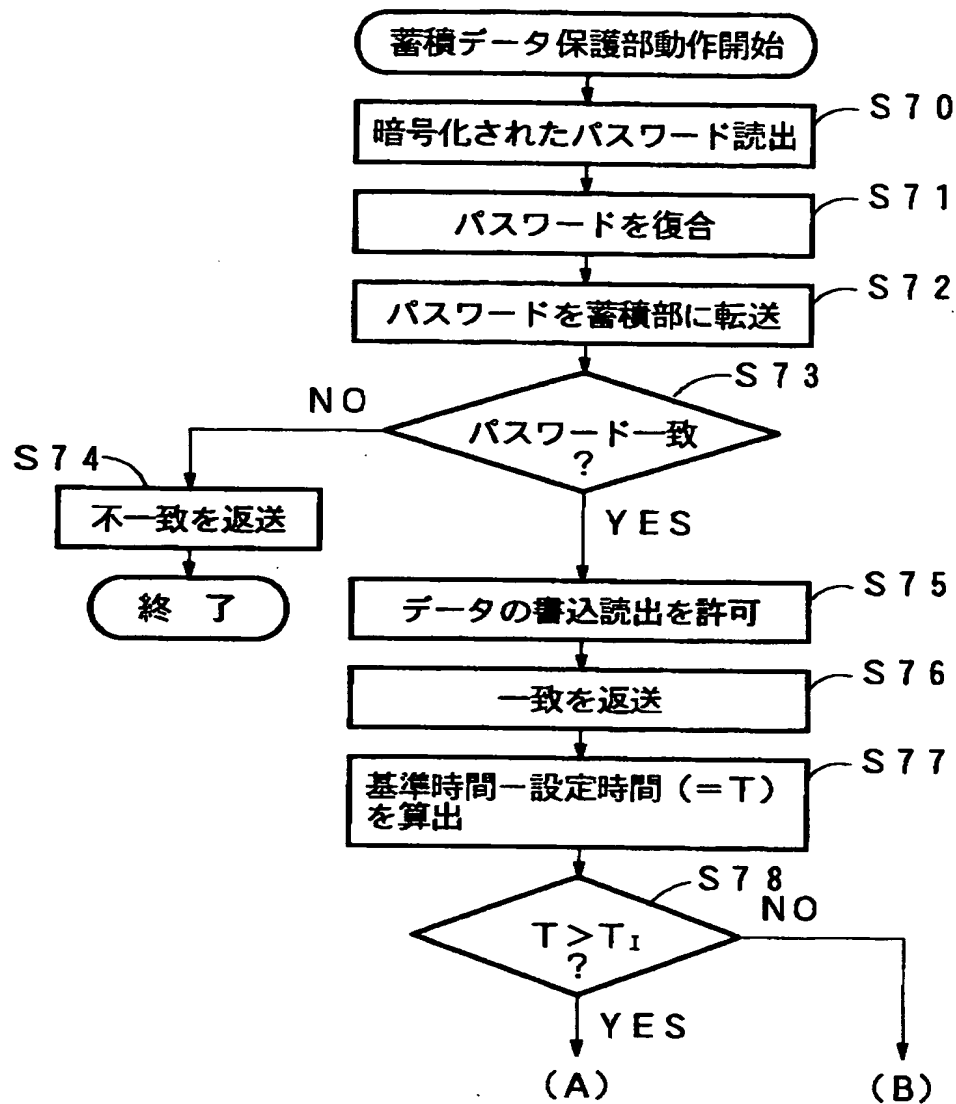 蓄積データ保護部動作開始
S70
暗号化されたパスワード読出
S71
パスワードを復合
S72
パスワードを蓄積部に転送
S73
NO
パスワード一致
?
S74
不一致を返送
YES
終 了
S75
データの書込読出を許可
S76
一致を返送
S77
基準時間－設定時間（＝T）
を算出
S78
NO
T＞TI
?
YES
(A)
(B)